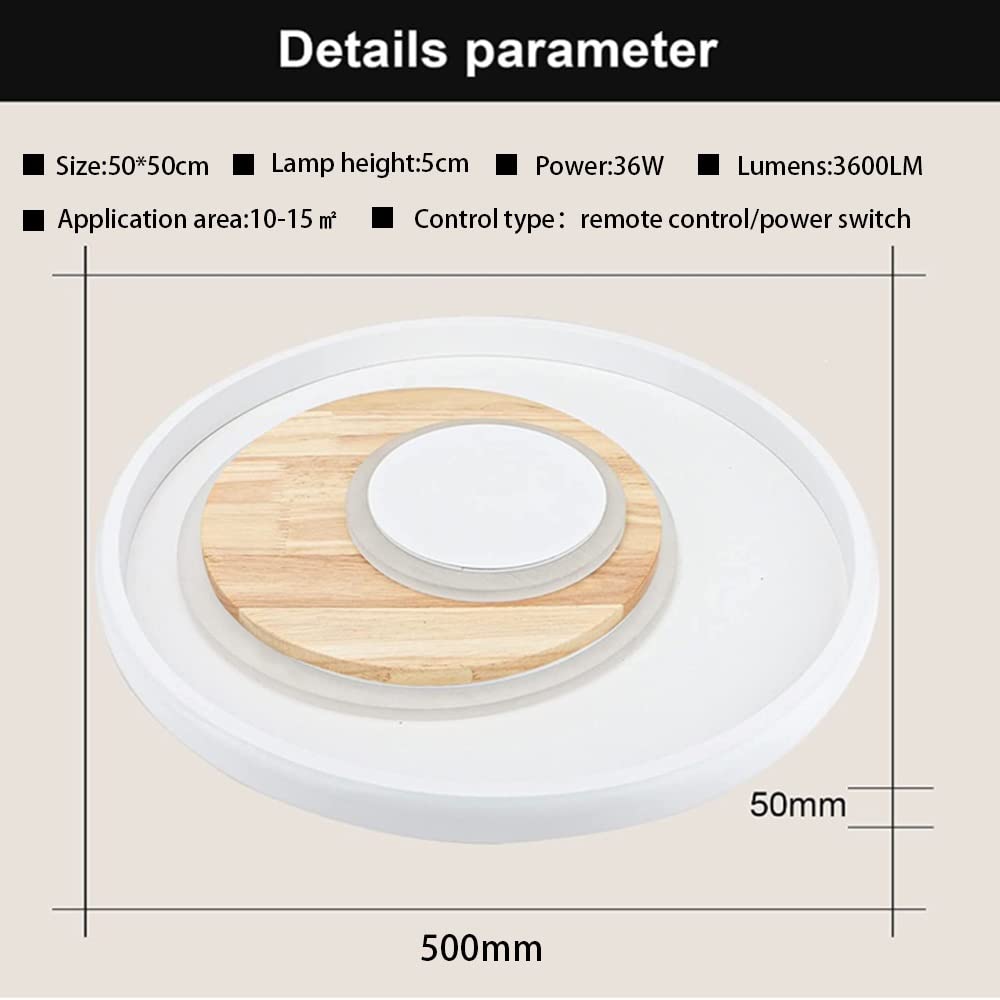 Details parameter
■ Size:50*50cm ■ Lamp height:5cm ■ Power:36W ■ Lumens:3600LM
■ Application area:10-15㎡ ■ Control type：remote control/power switch
50mm
500mm